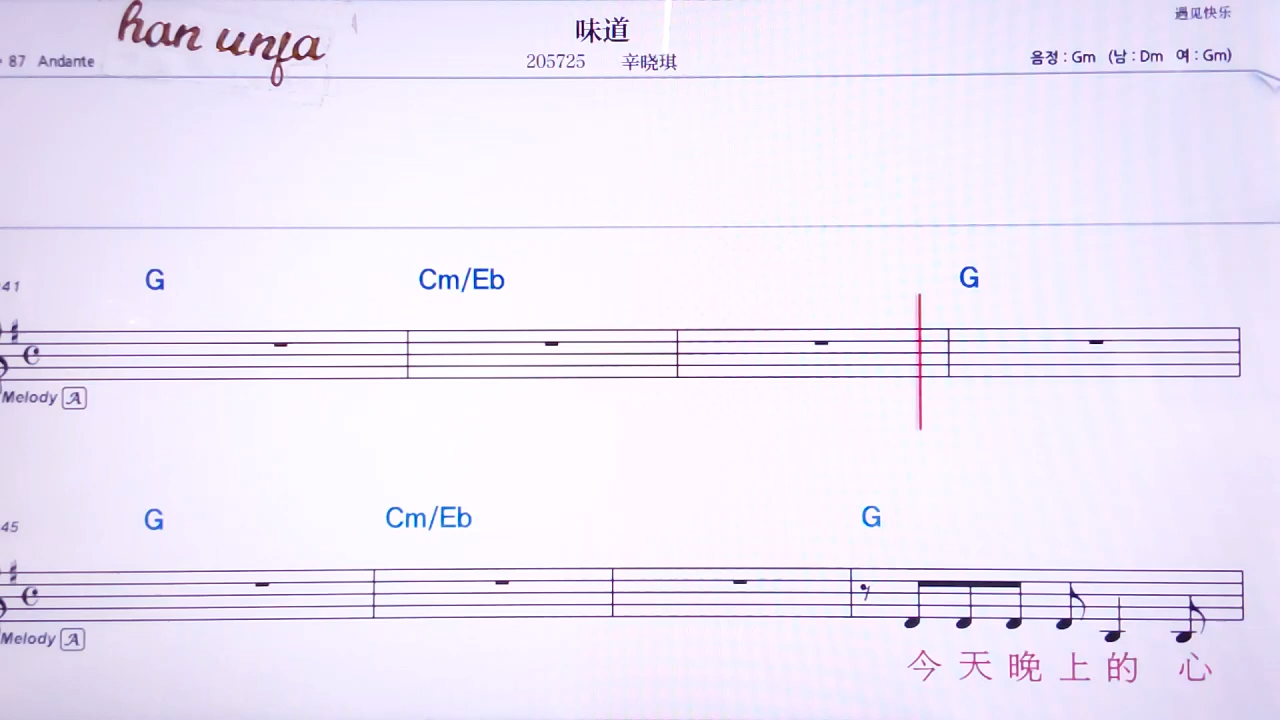 han unfa
味道
遇见快乐
87 Andante
205725 辛晓琪
음정 : Gm (남 : Dm 여 : Gm)
G Cm/Eb G
41
Melody A
G Cm/Eb G
45
Melody A
今天晚上的 心